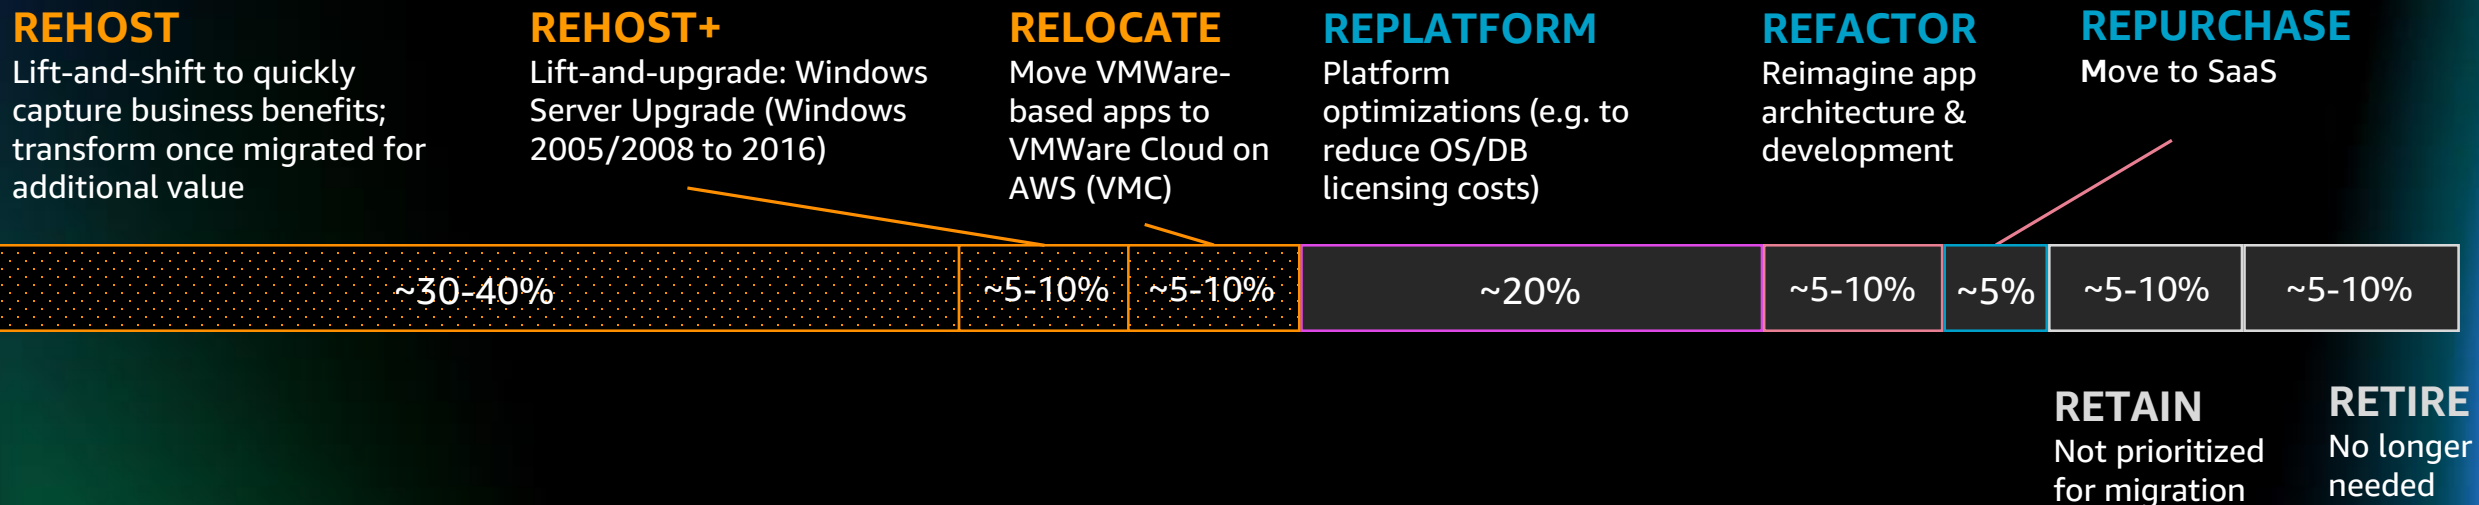 REHOST
Lift-and-shift to quickly
capture business benefits;
transform once migrated for
additional value
REHOST+
Lift-and-upgrade: Windows
Server Upgrade (Windows
2005/2008 to 2016)
RELOCATE
Move VMWare-
based apps to
VMWare Cloud on
AWS (VMC)
REPLATFORM
Platform
optimizations (e.g. to
reduce OS/DB
licensing costs)
REFACTOR
Reimagine app
architecture &
development
REPURCHASE
Move to SaaS
~30-40%
~5-10%
~5-10%
~20%
~5-10%
~5%
~5-10%
~5-10%
RETAIN
Not prioritized
for migration
RETIRE
No longer
needed